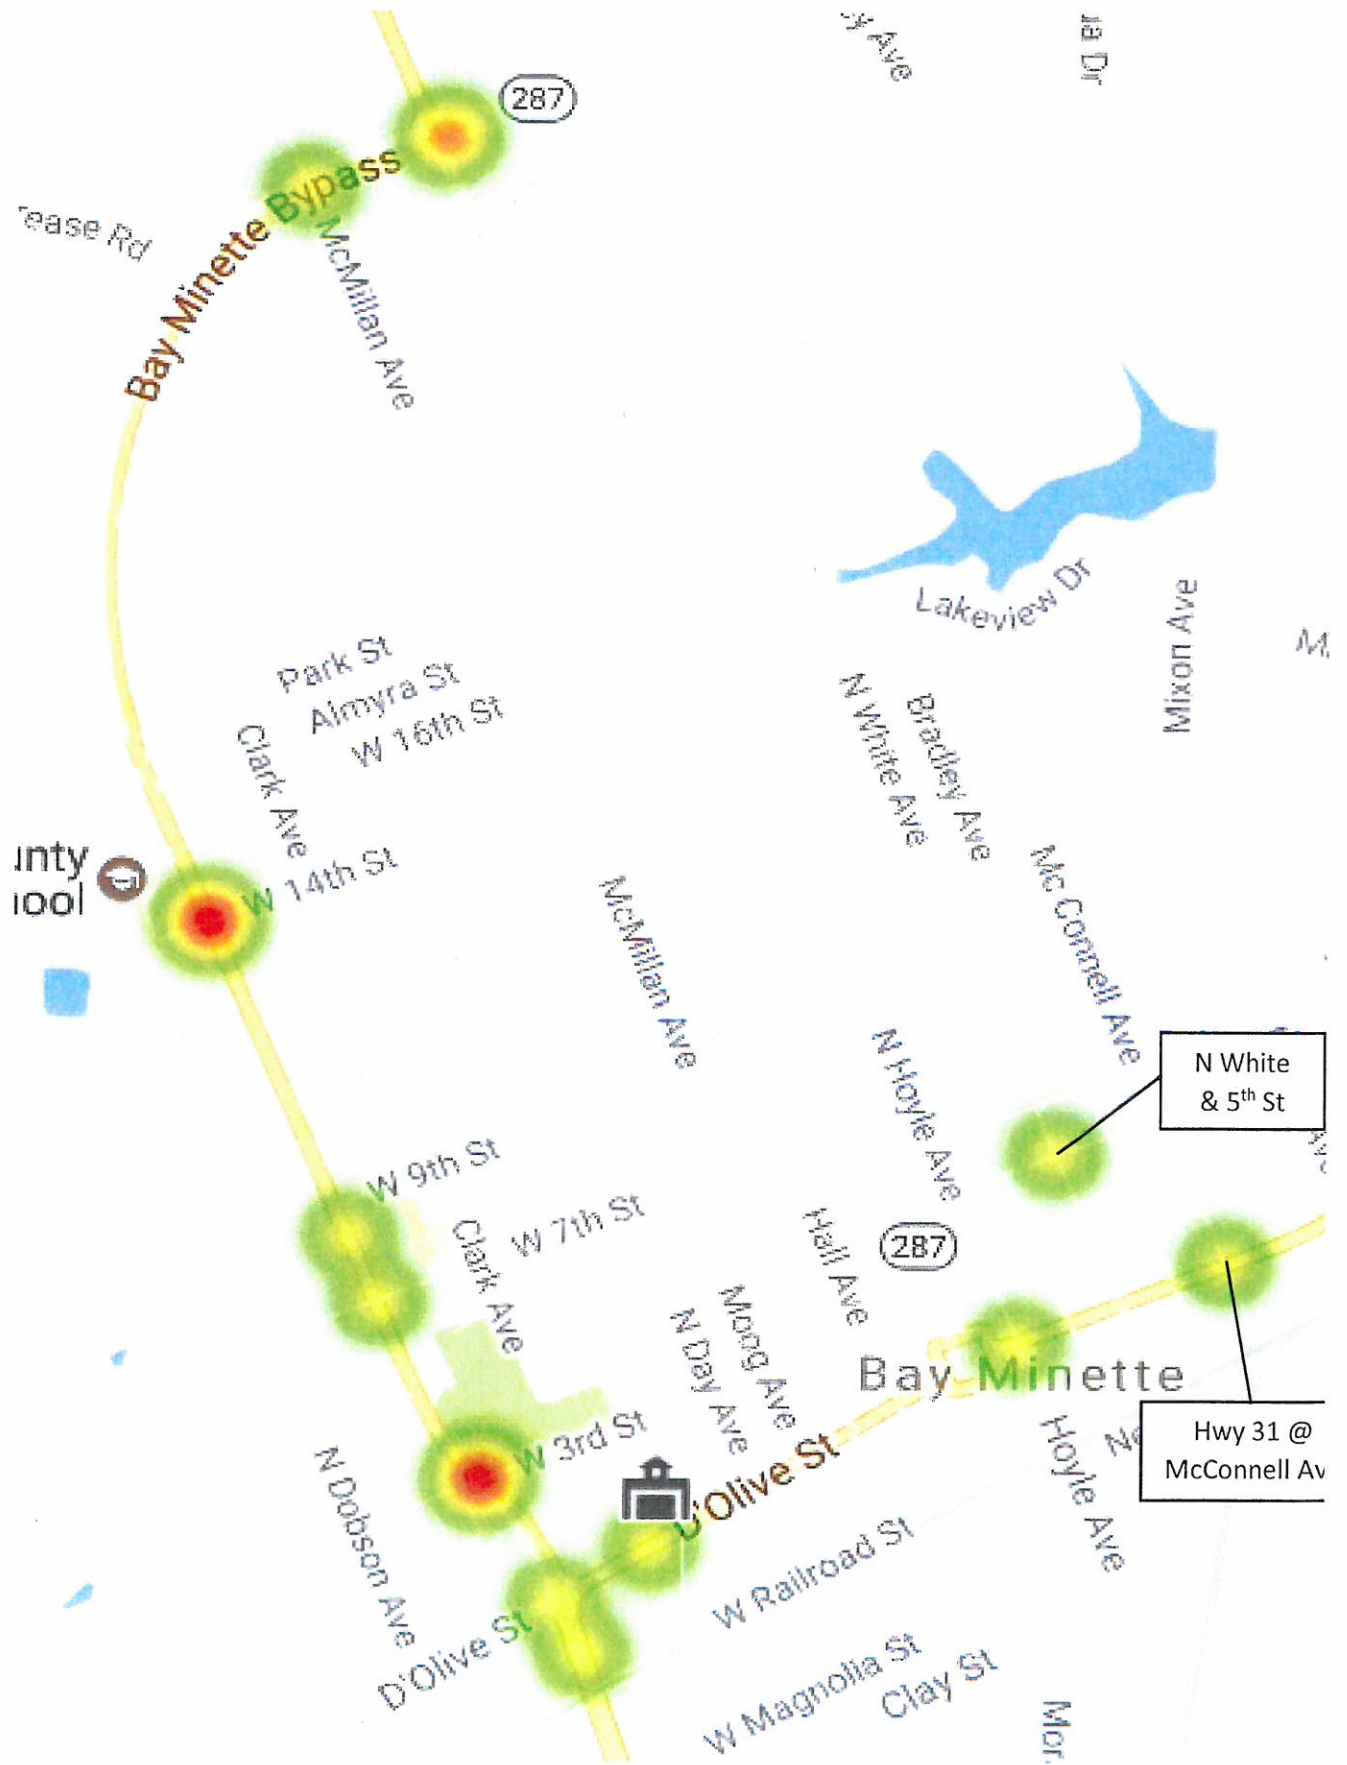 287
Bay Minette Bypass
McMillan Ave
Park St
Almyra St
W 16th St
Clark Ave
W 14th St
Lakeview Dr
Mixon Ave
N White Ave
Bradley Ave
Mc Connell Ave
McMillan Ave
N Hoyle Ave
N White
& 5th St
W 9th St
W 7th St
Clark Ave
Hall Ave
287
Moog Ave
N Day Ave
Bay Minette
W 3rd St
D'Olive St
Hwy 31 @
McConnell Av
Hoyle Ave
N Dobson Ave
W Railroad St
D'Olive St
W Magnolia St
Clay St